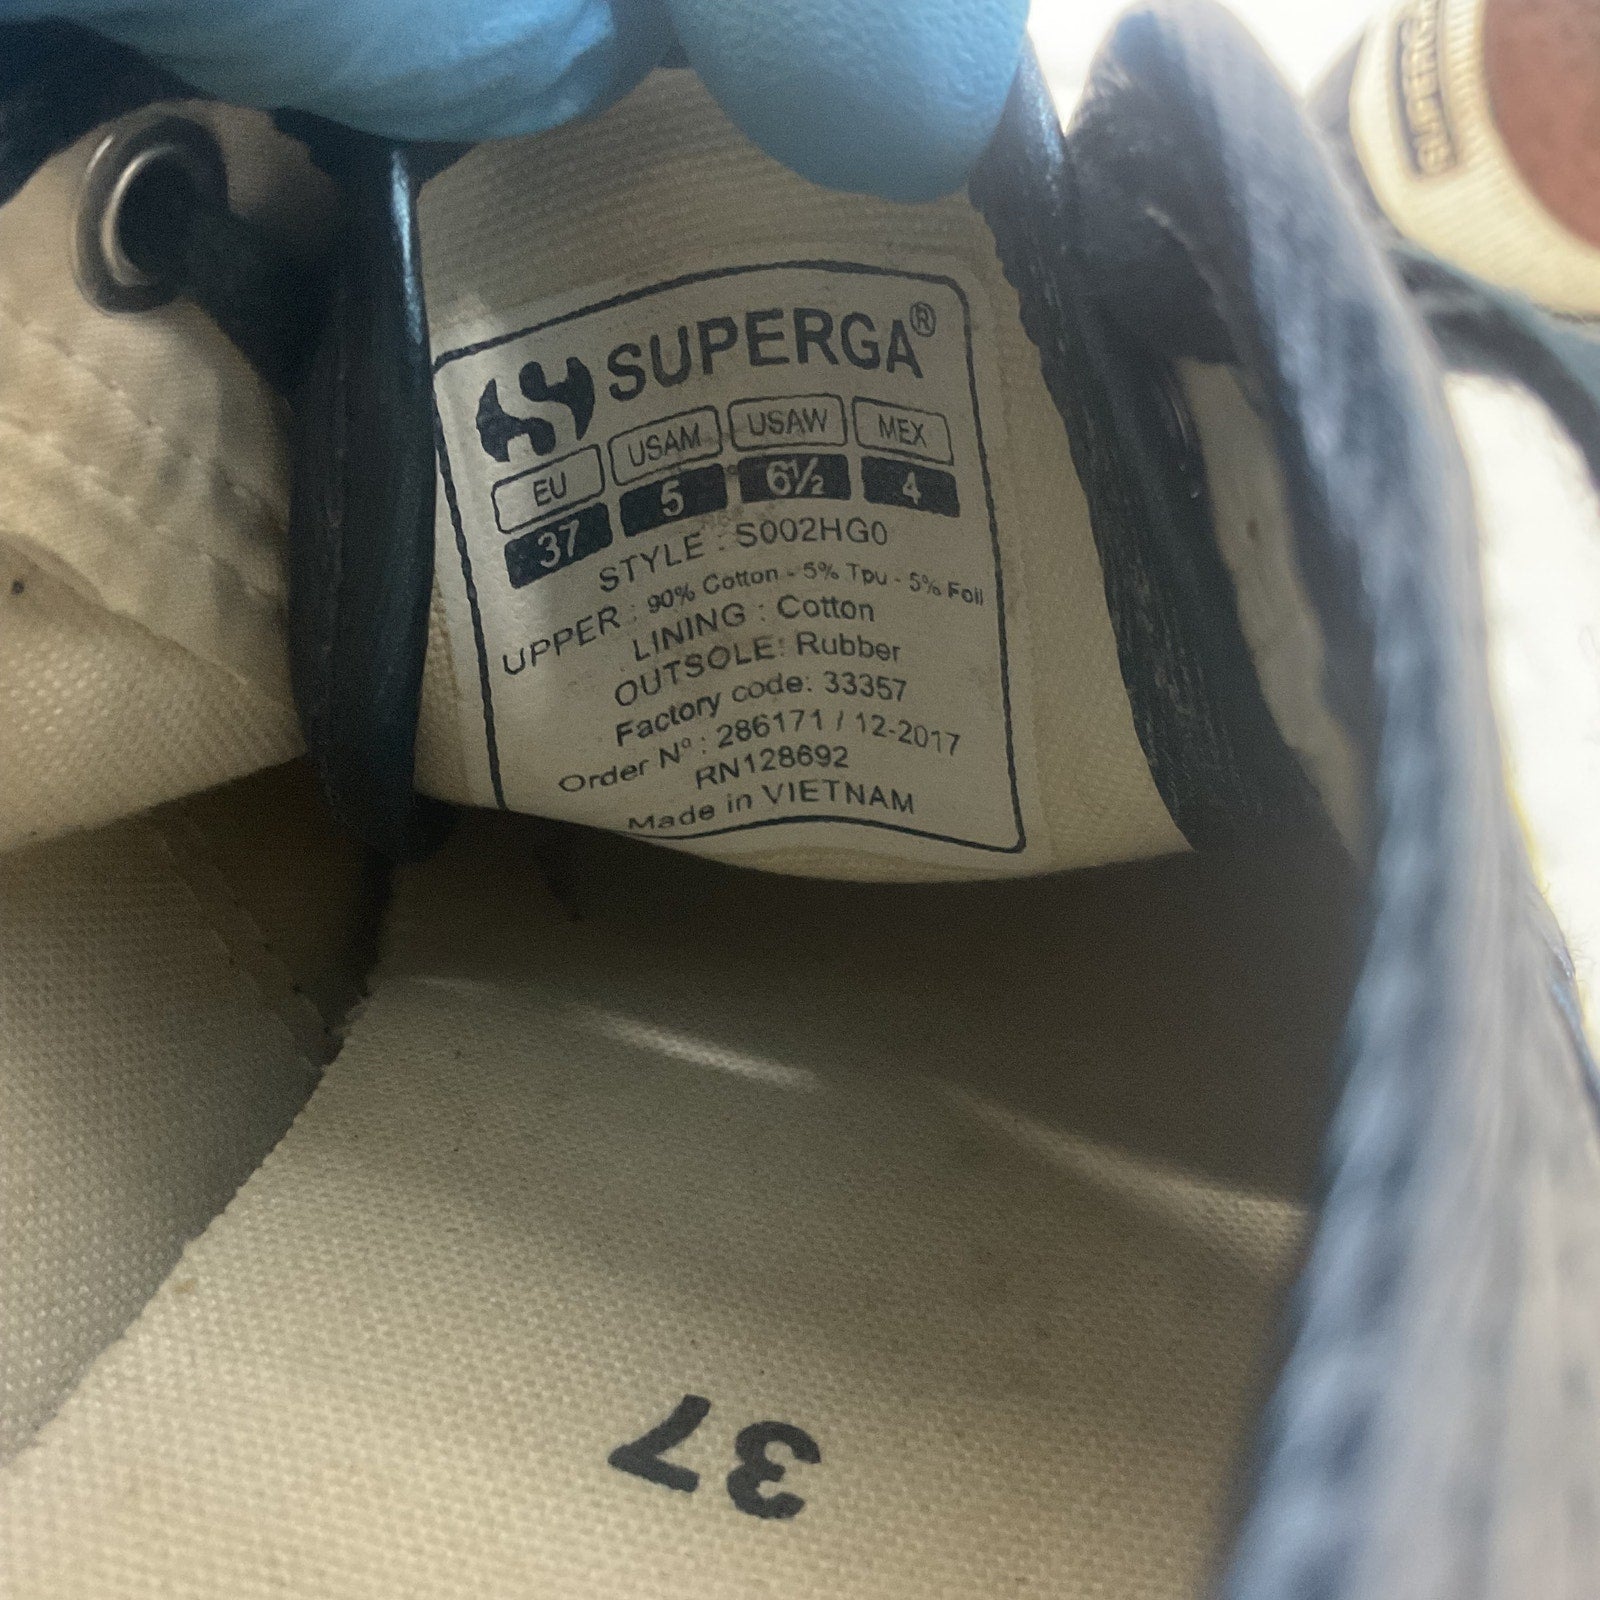 SUPERGA
SUPERGA®
EU USAM USAW MEX
37 5 6½ 4
STYLE : S002HG0
UPPER : 90% Cotton - 5% Tpu - 5% Foil
LINING : Cotton
OUTSOLE: Rubber
Factory code: 33357
Order Nº : 286171 / 12-2017
RN128692
Made in VIETNAM
37